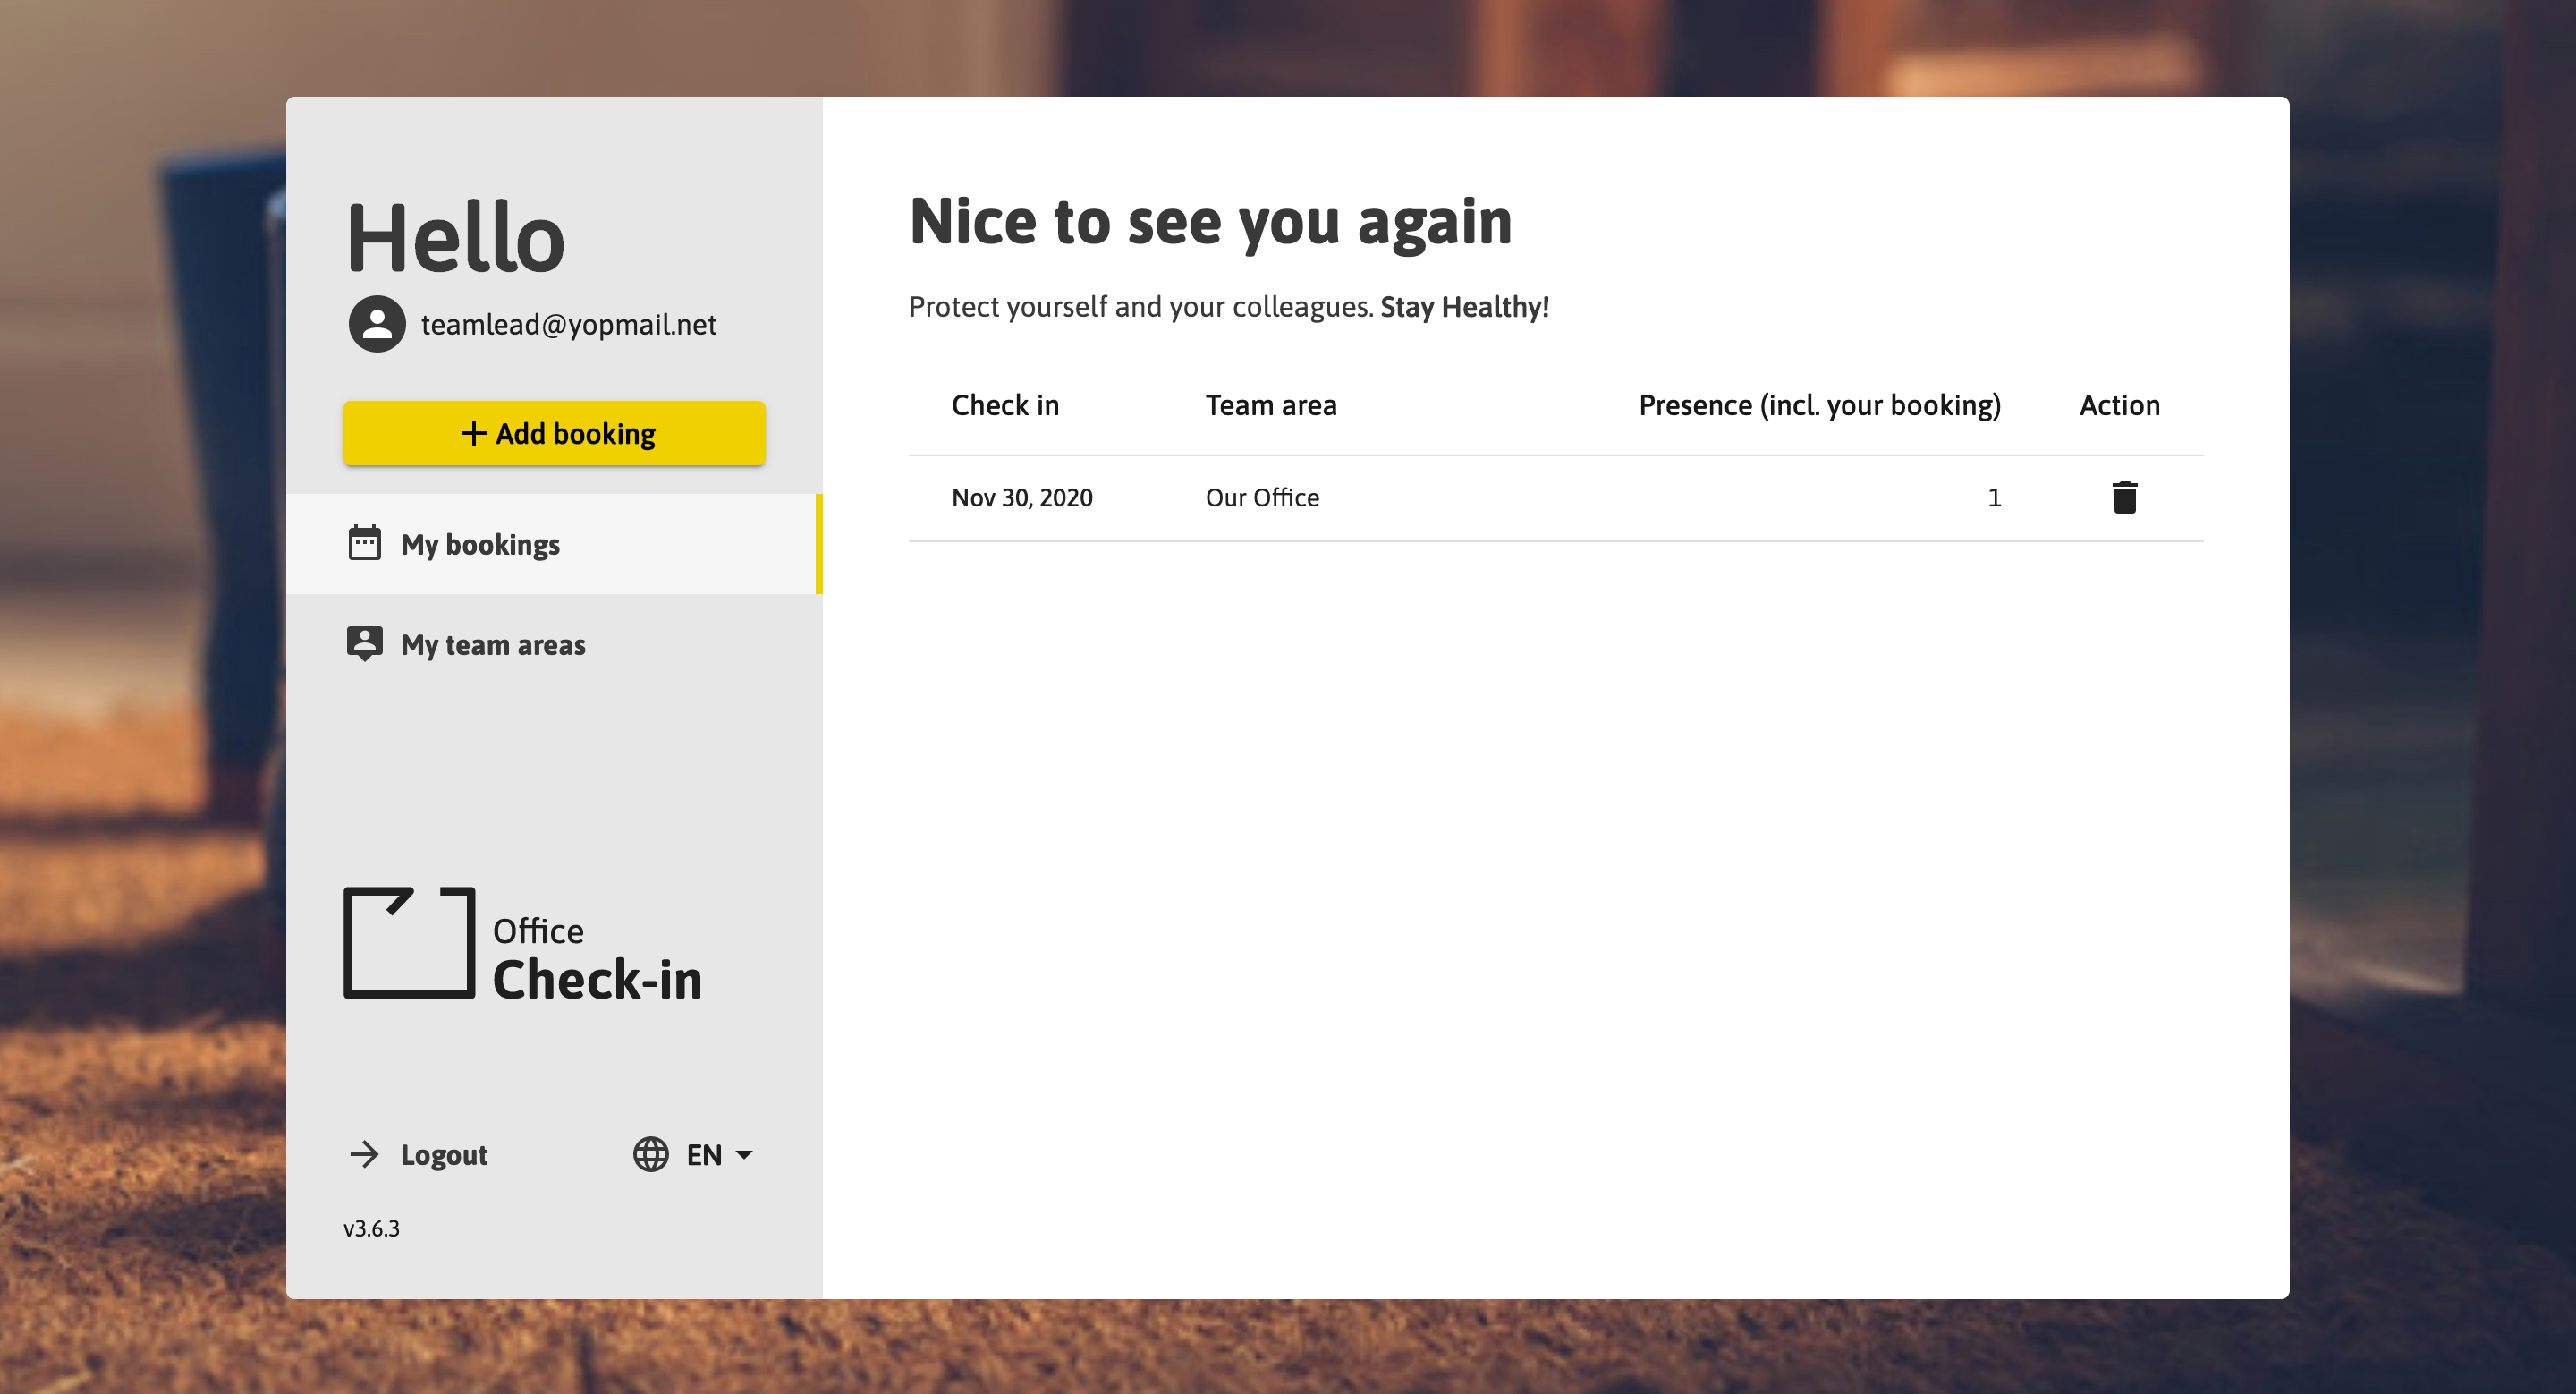 Hello
teamlead@yopmail.net
Add booking
My bookings
My team areas
Office
Check-in
Logout
EN
v3.6.3
Nice to see you again
Protect yourself and your colleagues. Stay Healthy!
Check in Team area Presence (incl. your booking) Action
Nov 30, 2020 Our Office 1